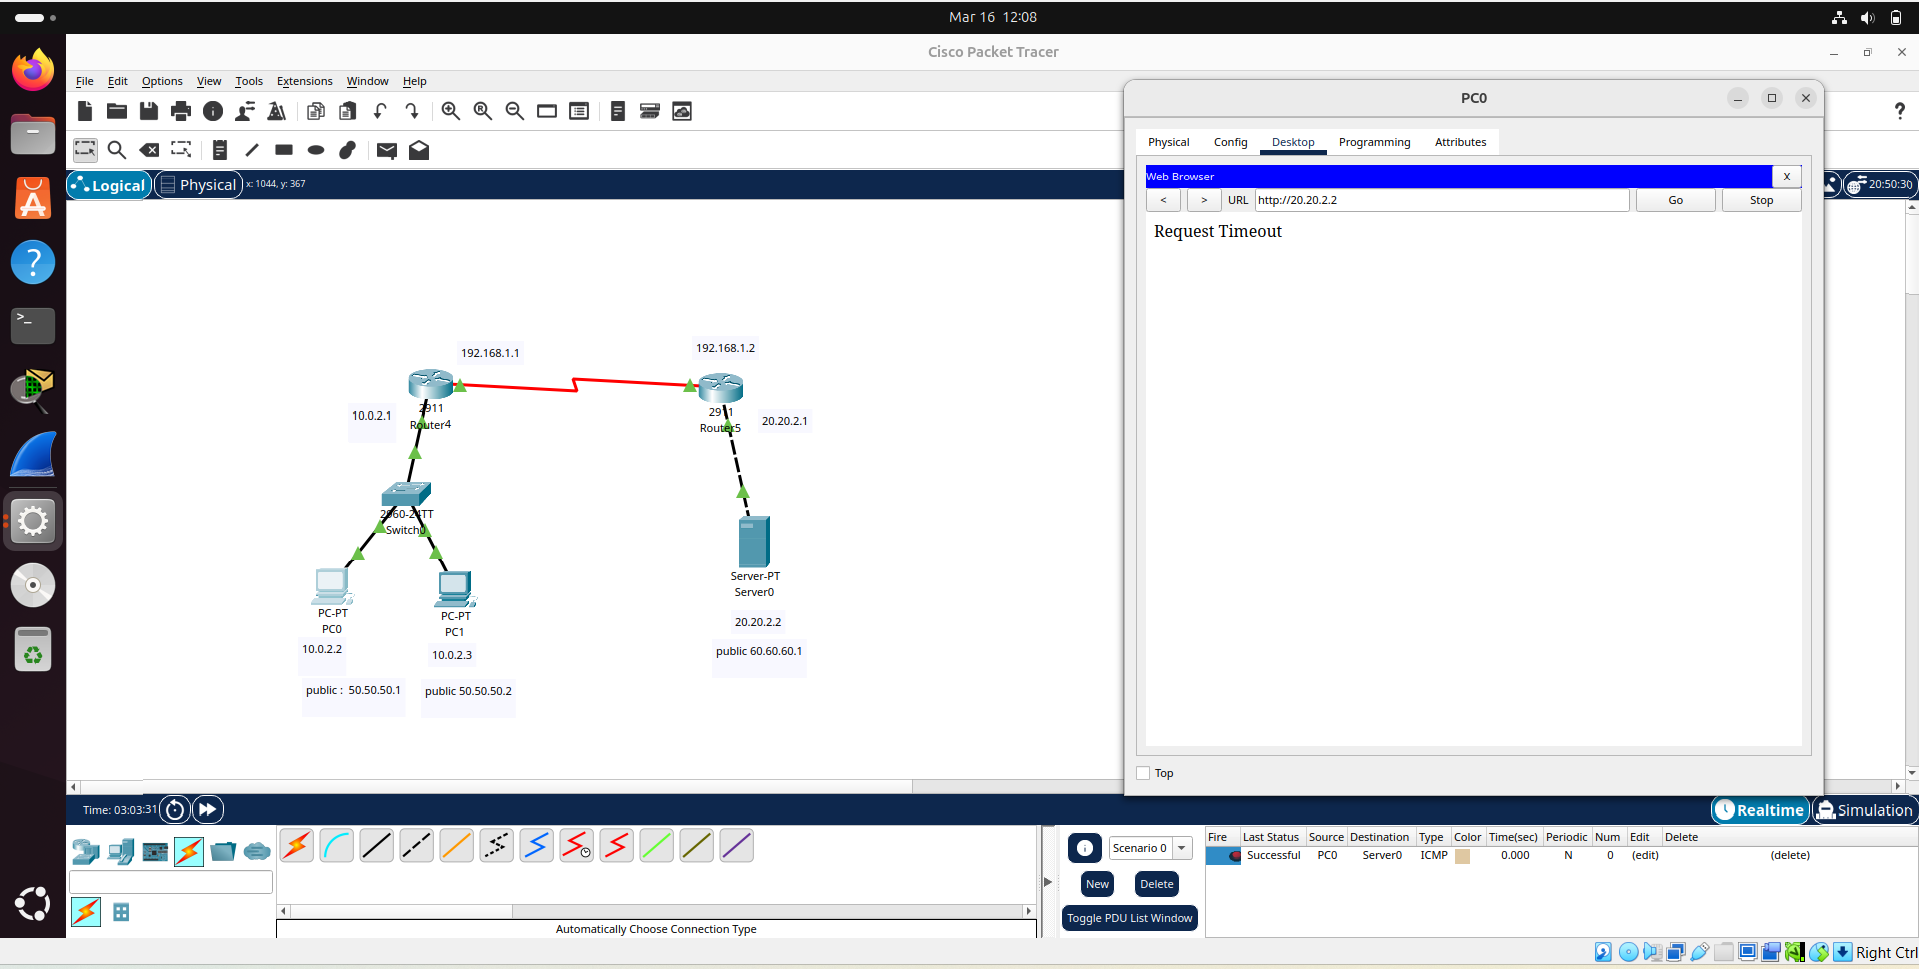 Mar 16 12:08
Cisco Packet Tracer
File Edit Options View Tools Extensions Window Help
PC0
?
Physical Config Desktop Programming Attributes
Web Browser X
Logical Physical x: 1044, y: 367
20:50:30
< > URL http://20.20.2.2 Go Stop
Request Timeout
192.168.1.1
192.168.1.2
10.0.2.1
2911
Router4
2911
Router5
20.20.2.1
2960-24TT
Switch0
PC-PT
PC0
PC-PT
PC1
Server-PT
Server0
10.0.2.2
10.0.2.3
20.20.2.2
public 60.60.60.1
public : 50.50.50.1
public 50.50.50.2
Top
Time: 03:03:31
Realtime Simulation
Scenario 0
New Delete
Toggle PDU List Window
Fire Last Status Source Destination Type Color Time(sec) Periodic Num Edit Delete
Successful PC0 Server0 ICMP 0.000 N 0 (edit) (delete)
Automatically Choose Connection Type
Right Ctrl